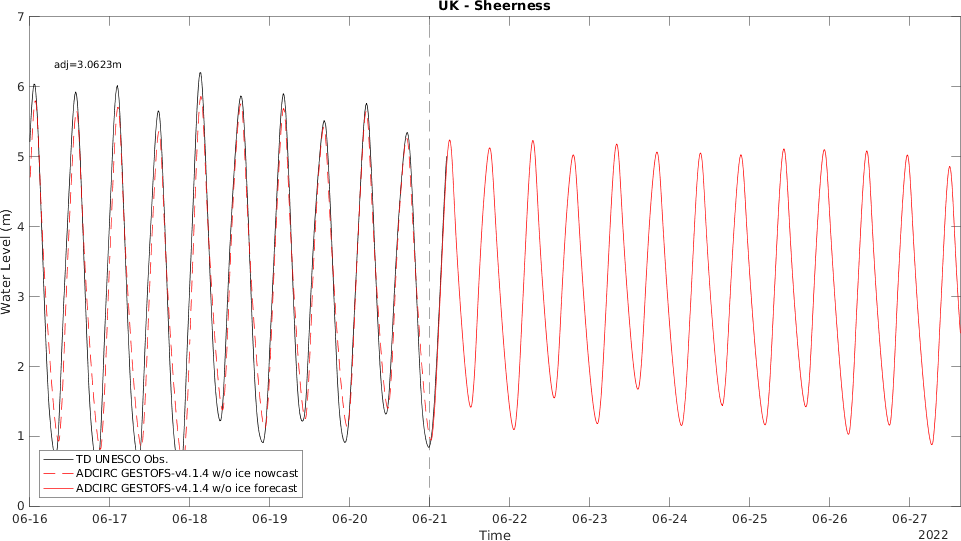 UK - Sheerness
adj=3.0623m
Water Level (m)
7
6
5
4
3
2
1
0
TD UNESCO Obs.
ADCIRC GESTOFS-v4.1.4 w/o ice nowcast
ADCIRC GESTOFS-v4.1.4 w/o ice forecast
06-16 06-17 06-18 06-19 06-20 06-21 06-22 06-23 06-24 06-25 06-26 06-27
Time
2022